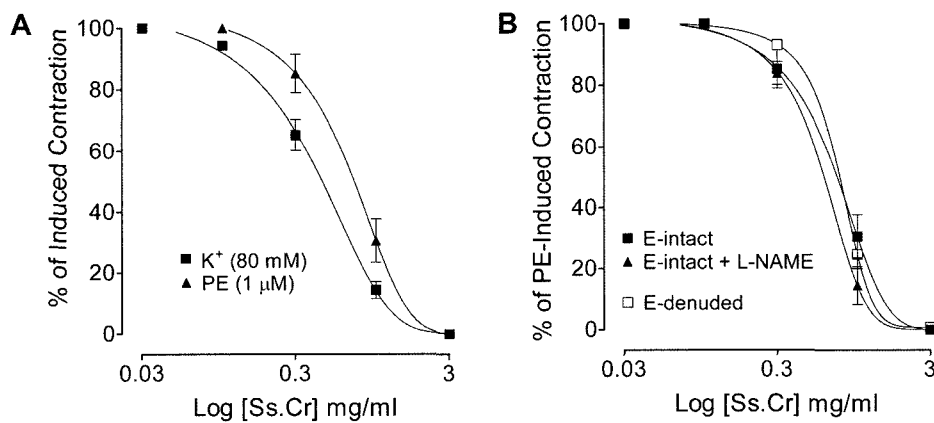 A
% of Induced Contraction
100
80
60
40
20
0
K⁺ (80 mM)
PE (1 μM)
0.03
0.3
3
Log [Ss.Cr] mg/ml
B
% of PE-Induced Contraction
100
80
60
40
20
0
E-intact
E-intact + L-NAME
E-denuded
0.03
0.3
3
Log [Ss.Cr] mg/ml